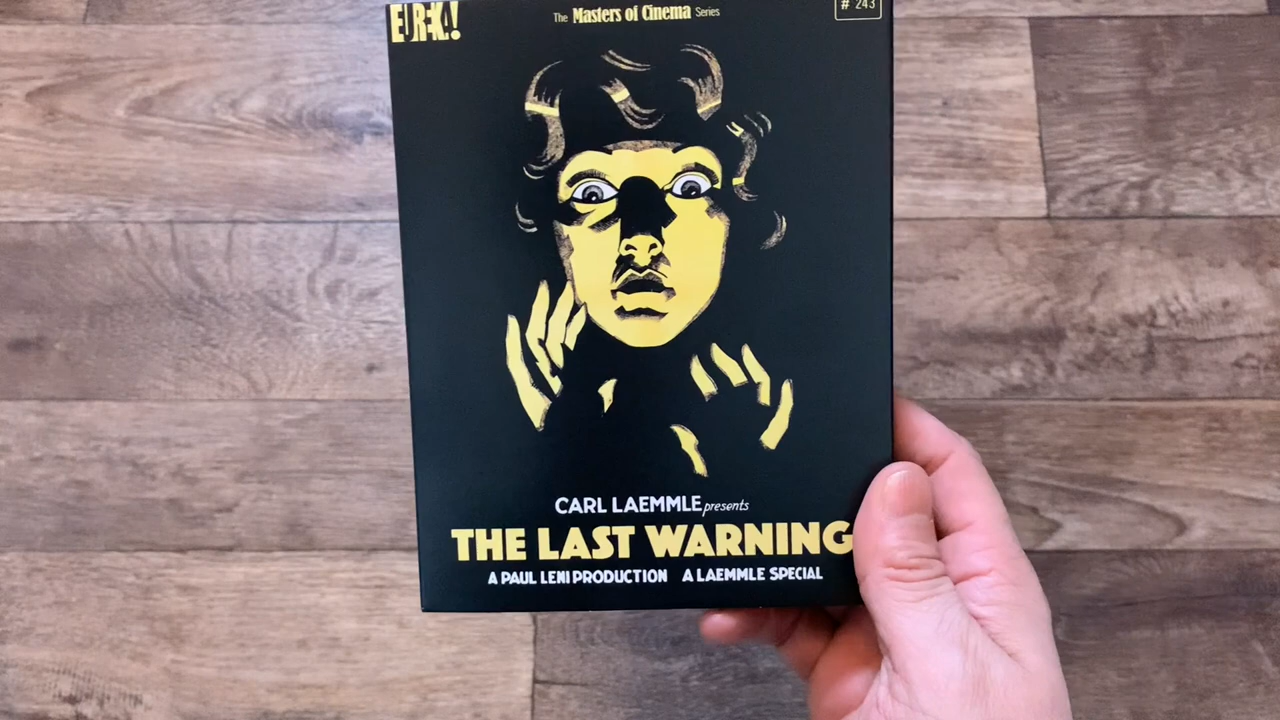 EUREKA!
The Masters of Cinema Series
# 243
CARL LAEMMLE presents
THE LAST WARNING
A PAUL LENI PRODUCTION A LAEMMLE SPECIAL